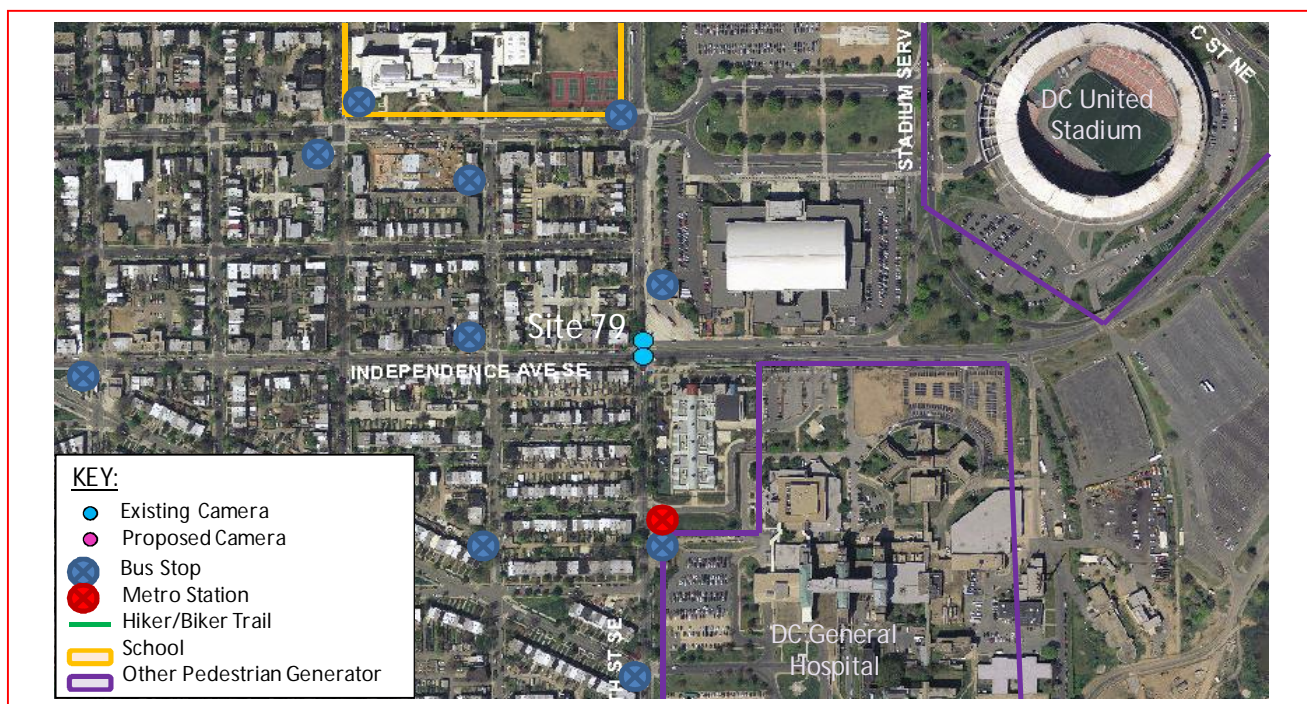 C ST NE
STADIUM SERV
DC United
Stadium
Site 79
INDEPENDENCE AVE SE
KEY:
Existing Camera
Proposed Camera
Bus Stop
Metro Station
Hiker/Biker Trail
School
Other Pedestrian Generator
DC General
Hospital
TH ST SE